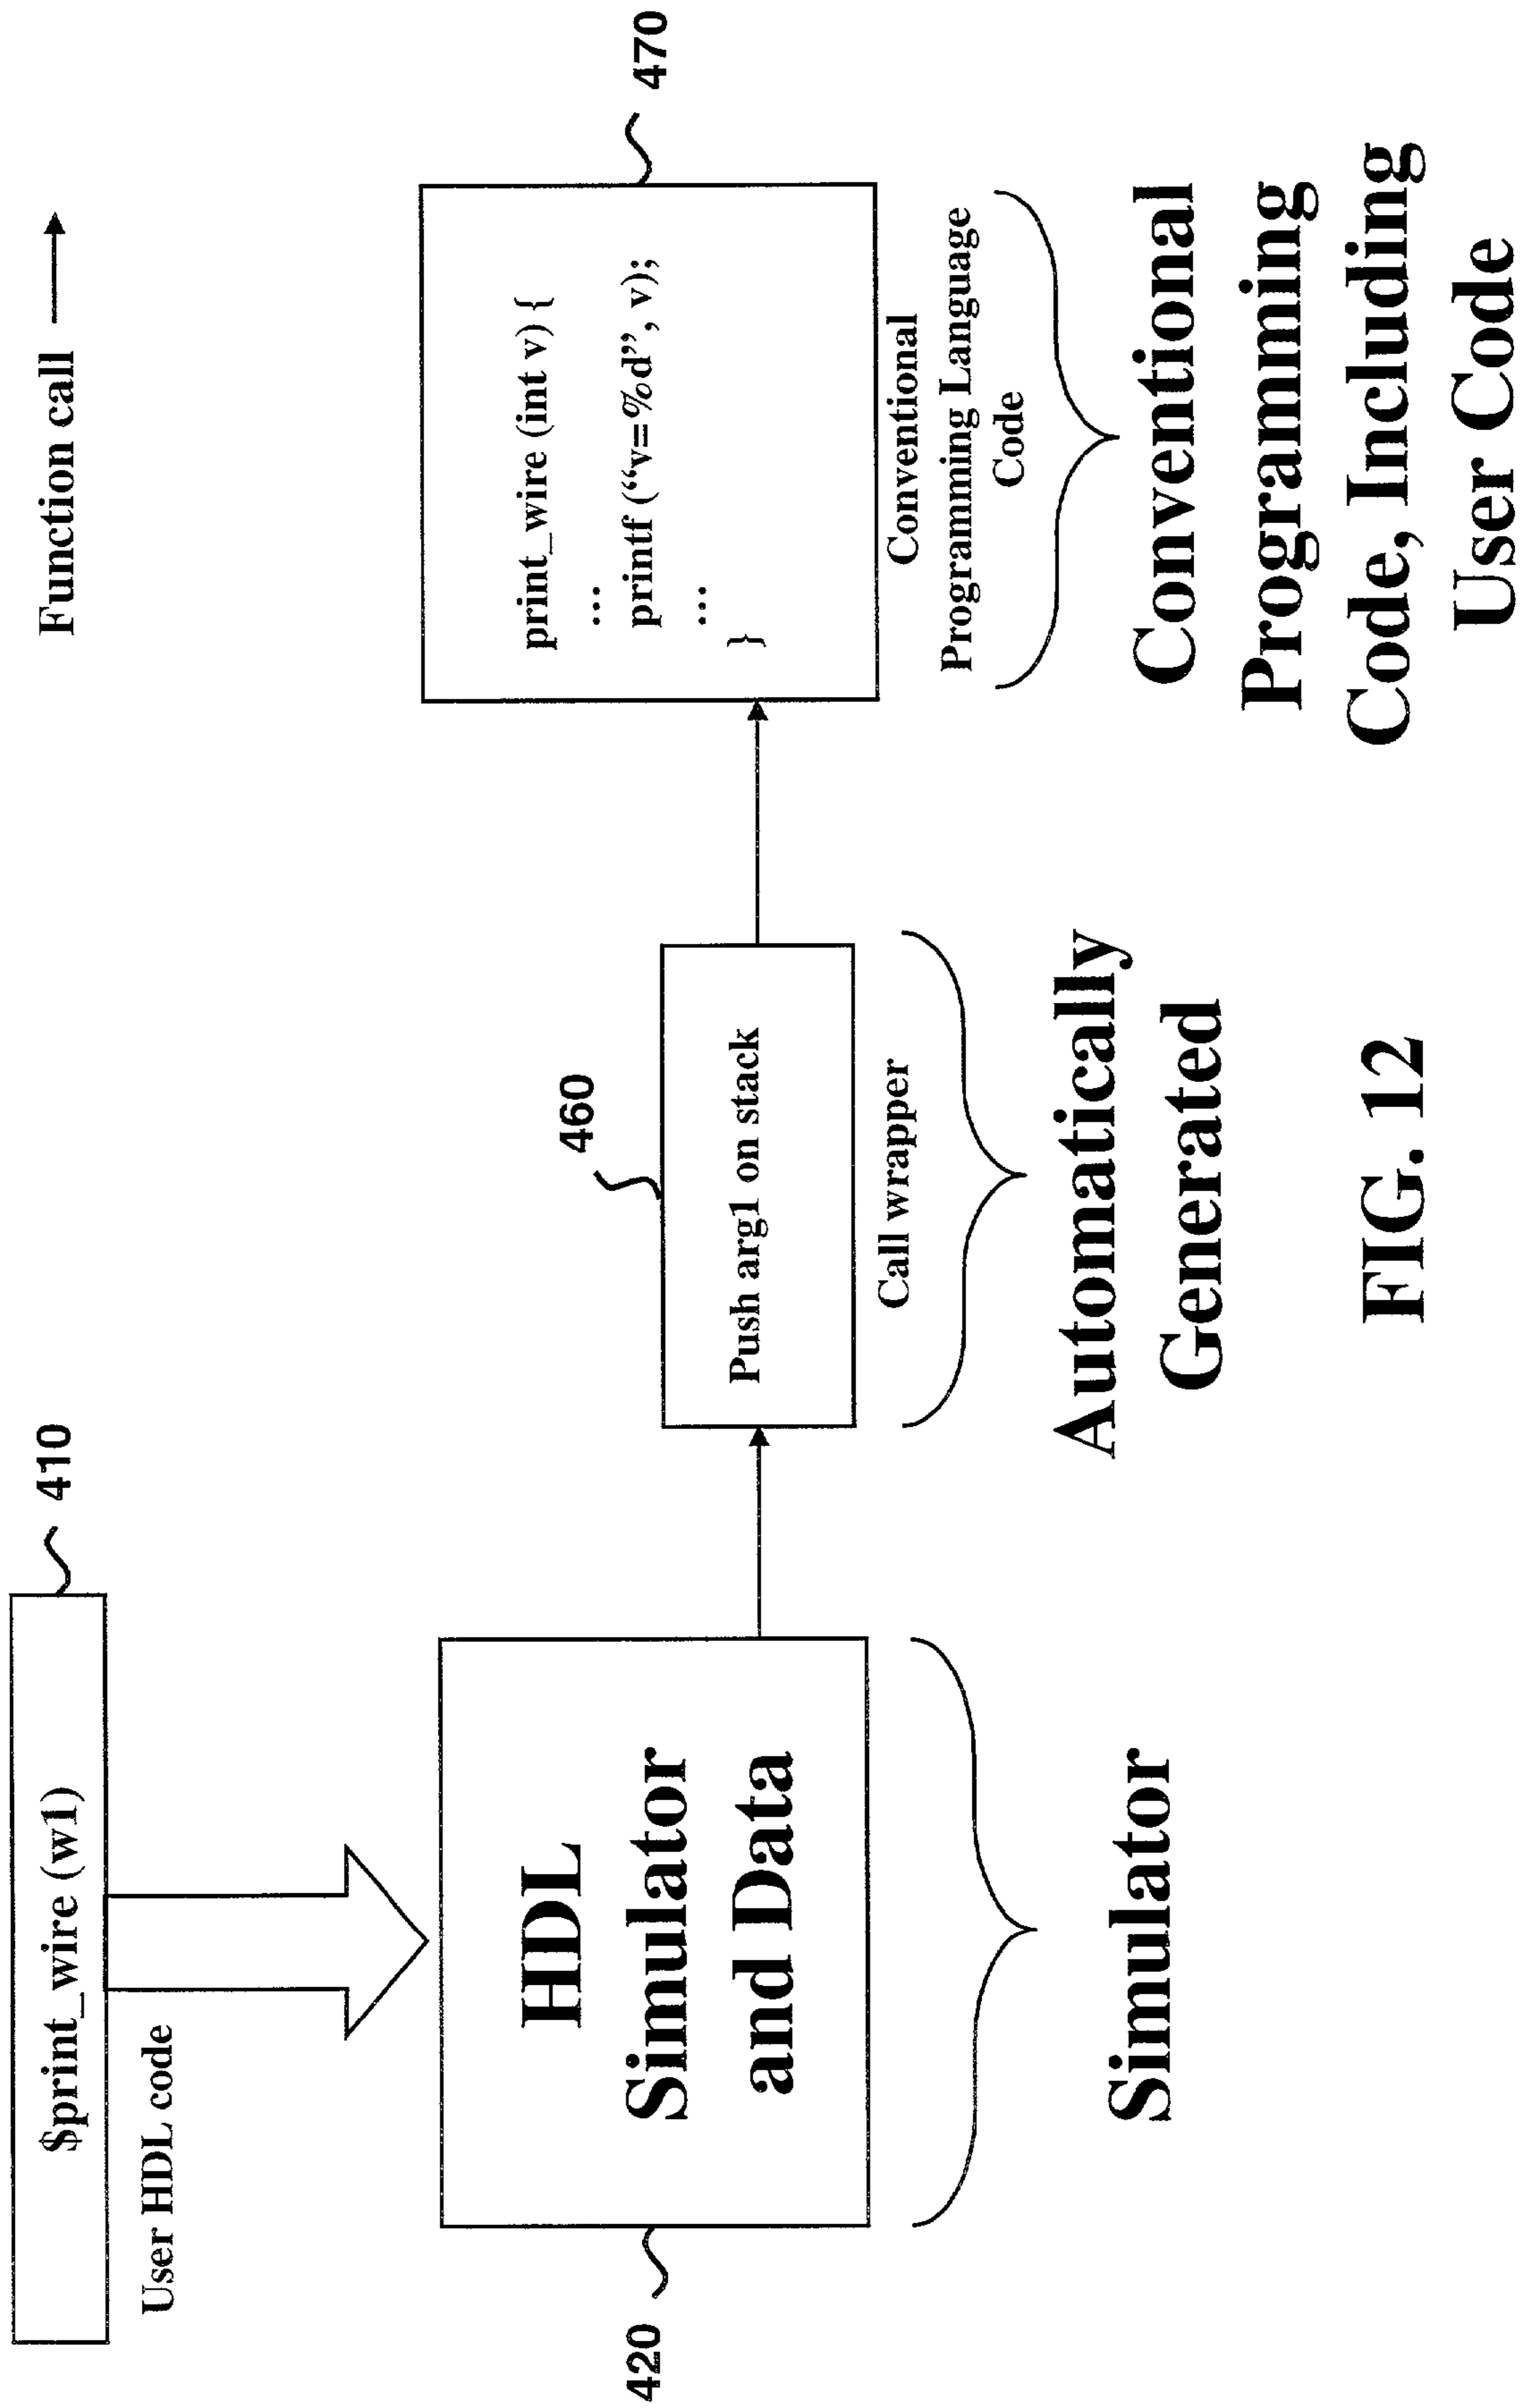 Function call
$print_wire (w1)
410
User HDL code
420
HDL
Simulator
and Data
Simulator
460
Push arg1 on stack
Call wrapper
Automatically
Generated
470
print_wire (int v) {
...
printf (“v=%d”, v);
...
}
Conventional
Programming Language
Code
Conventional
Programming
Code, Including
User Code
FIG. 12